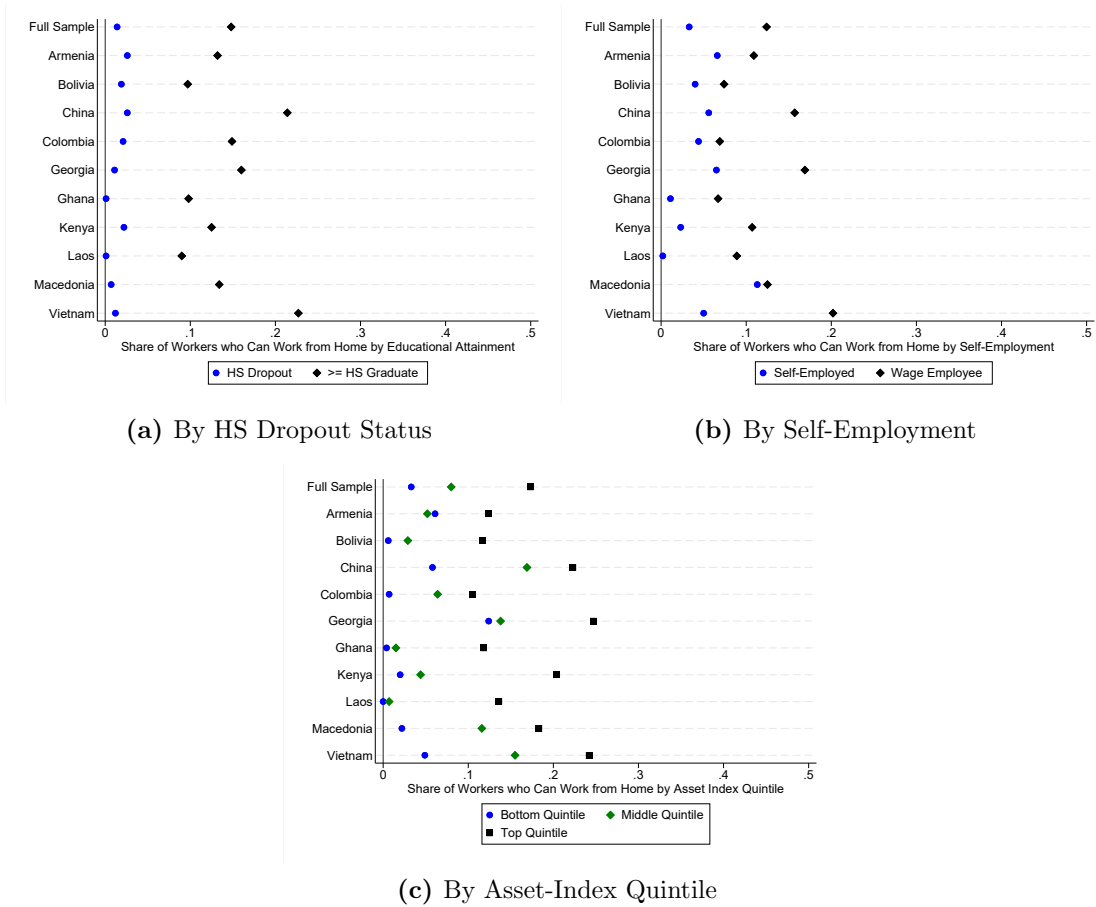 Full Sample
Armenia
Bolivia
China
Colombia
Georgia
Ghana
Kenya
Laos
Macedonia
Vietnam
0 .1 .2 .3 .4 .5
Share of Workers who Can Work from Home by Educational Attainment
HS Dropout >= HS Graduate
(a) By HS Dropout Status
Full Sample
Armenia
Bolivia
China
Colombia
Georgia
Ghana
Kenya
Laos
Macedonia
Vietnam
0 .1 .2 .3 .4 .5
Share of Workers who Can Work from Home by Self-Employment
Self-Employed Wage Employee
(b) By Self-Employment
Full Sample
Armenia
Bolivia
China
Colombia
Georgia
Ghana
Kenya
Laos
Macedonia
Vietnam
0 .1 .2 .3 .4 .5
Share of Workers who Can Work from Home by Asset Index Quintile
Bottom Quintile Middle Quintile
Top Quintile
(c) By Asset-Index Quintile